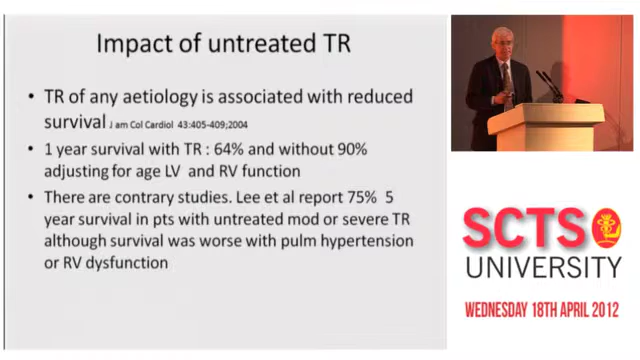 Impact of untreated TR
• TR of any aetiology is associated with reduced
survival J am Col Cardiol 43:405-409;2004
• 1 year survival with TR : 64% and without 90%
adjusting for age LV and RV function
• There are contrary studies. Lee et al report 75% 5
year survival in pts with untreated mod or severe TR
although survival was worse with pulm hypertension
or RV dysfunction
SCTS
UNIVERSITY
WEDNESDAY 18TH APRIL 2012